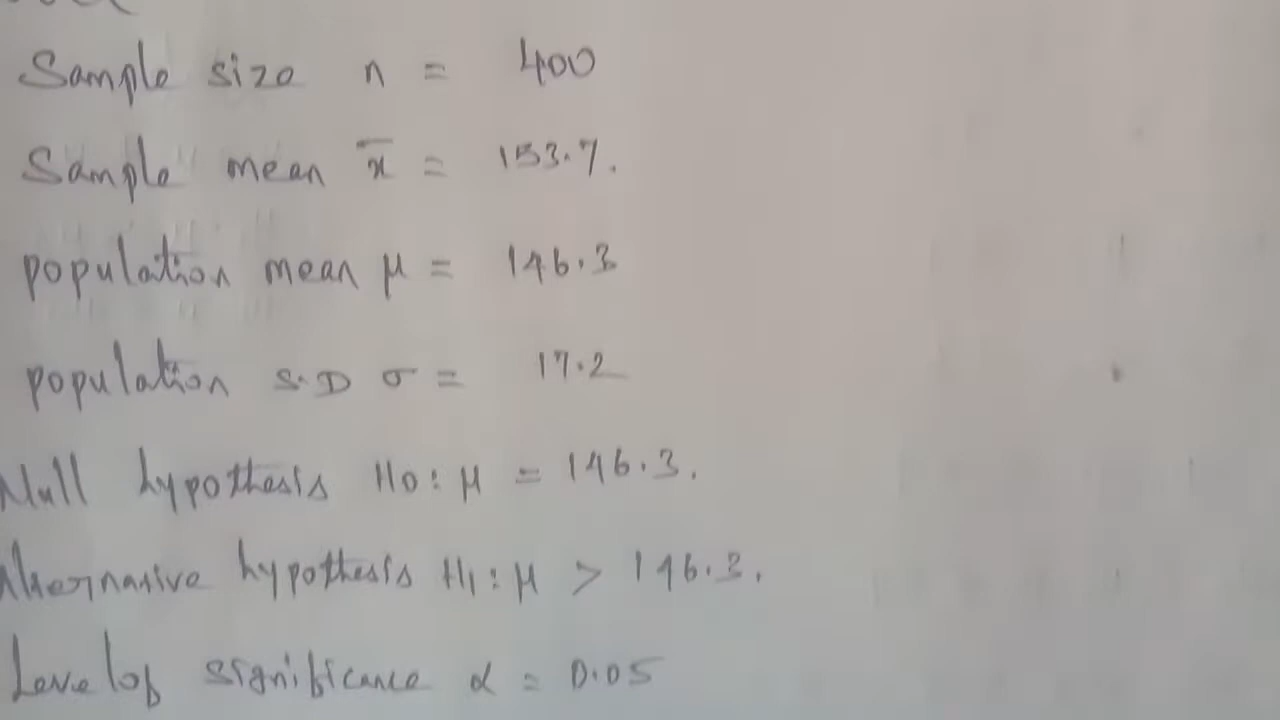 Sample size n = 400
Sample mean x̄ = 153.7.
population mean μ = 146.3
population S.D σ = 17.2
Null hypothesis H0: μ = 146.3.
Alternative hypothesis H1: μ > 146.3.
Level of significance α = 0.05